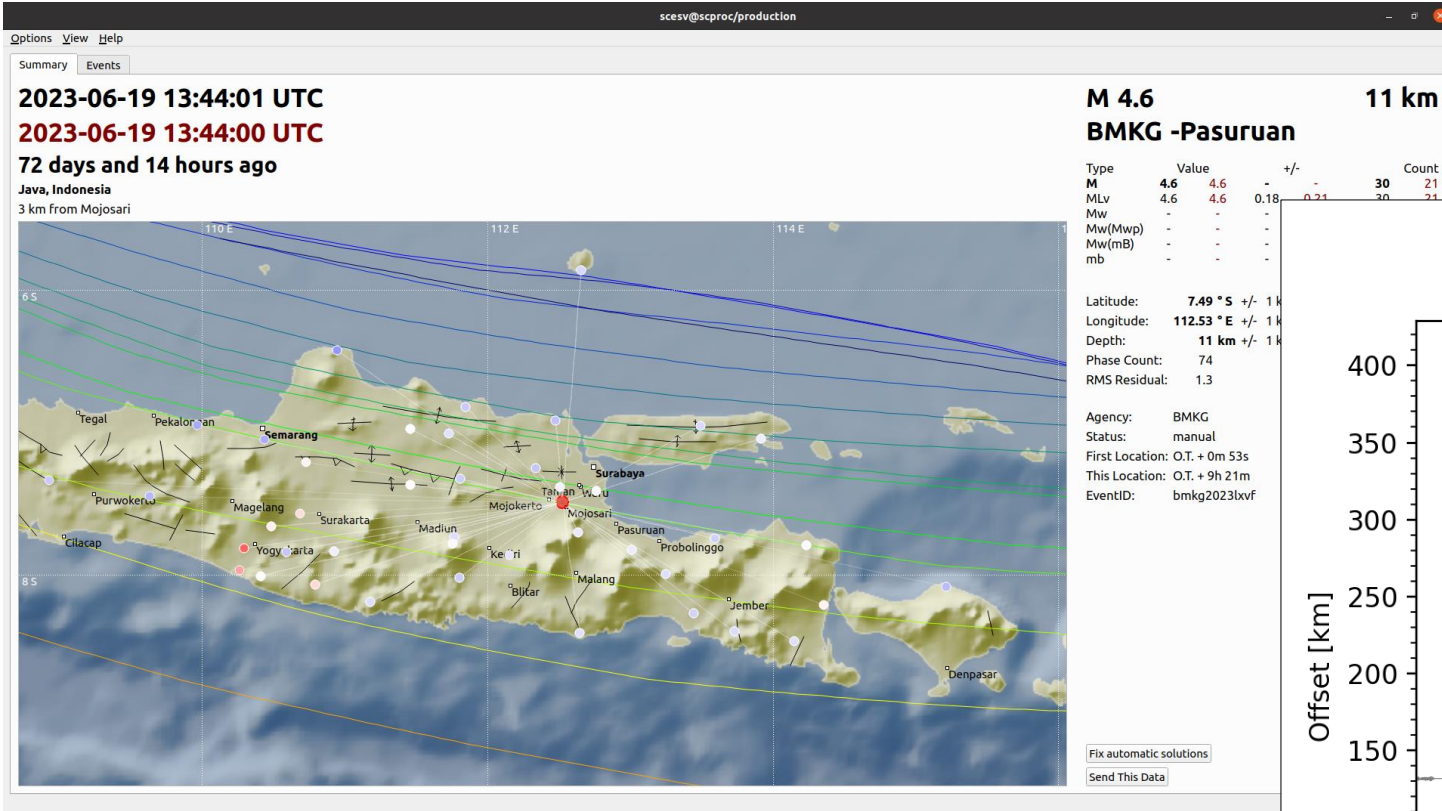 scesv@scproc/production
Options View Help
Summary Events
2023-06-19 13:44:01 UTC
2023-06-19 13:44:00 UTC
72 days and 14 hours ago
Java, Indonesia
3 km from Mojosari
M 4.6 11 km
BMKG -Pasuruan
Type Value +/- Count
M 4.6 4.6 - - 30 21
MLv 4.6 4.6 0.18 0.21 30 21
Mw - - -
Mw(Mwp) - - -
Mw(mB) - - -
mb - - -
Latitude: 7.49 ° S +/- 1 k
Longitude: 112.53 ° E +/- 1 k
Depth: 11 km +/- 1 k
Phase Count: 74
RMS Residual: 1.3
Agency: BMKG
Status: manual
First Location: O.T. + 0m 53s
This Location: O.T. + 9h 21m
EventID: bmkg2023lxvf
Fix automatic solutions
Send This Data
110 E 112 E 114 E 1
6 S
Tegal
Pekalongan
Semarang
Surabaya
Purwokerto
Magelang
Surakarta
Madiun
Mojokerto
Taman
Waru
Mojosari
Pasuruan
Probolinggo
Cilacap
Yogyakarta
Kediri
8 S
Malang
Blitar
Jember
Denpasar
Offset [km]
400
350
300
250
200
150